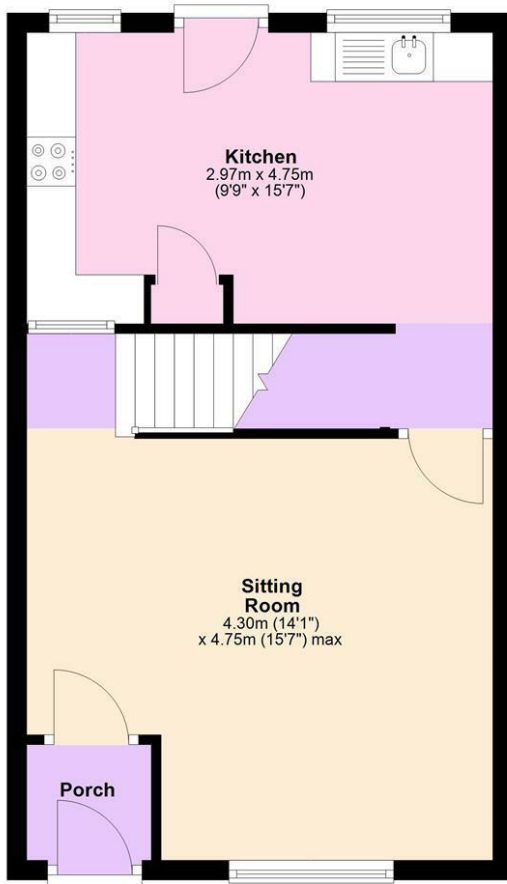 Kitchen
2.97m x 4.75m
(9'9" x 15'7")
Sitting
Room
4.30m (14'1")
x 4.75m (15'7") max
Porch